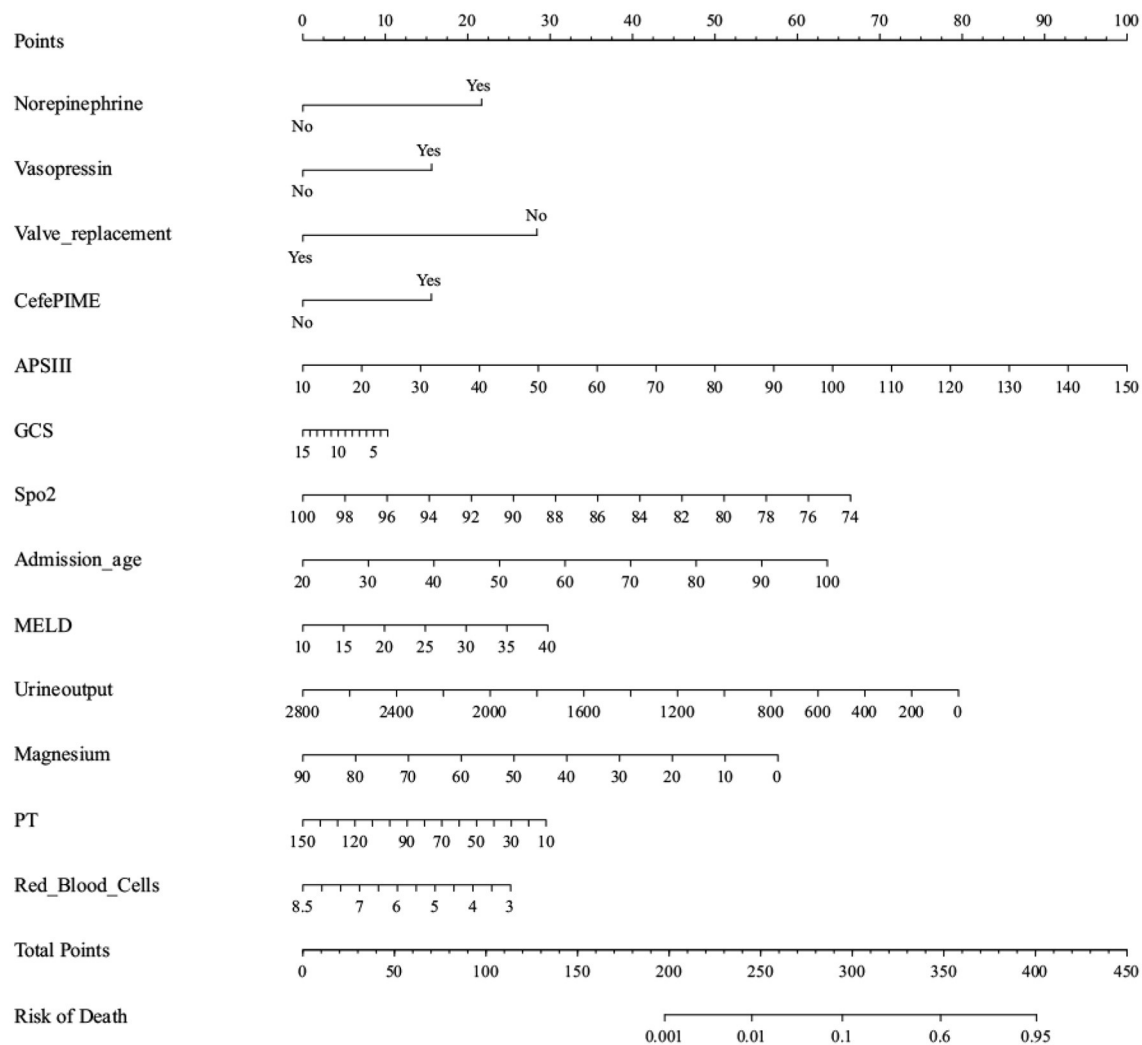 0 10 20 30 40 50 60 70 80 90 100
Points
Yes
Norepinephrine
No
Yes
Vasopressin
No
No
Valve_replacement
Yes
Yes
CefePIME
No
APSIII
10 20 30 40 50 60 70 80 90 100 110 120 130 140 150
GCS
15 10 5
Spo2
100 98 96 94 92 90 88 86 84 82 80 78 76 74
Admission_age
20 30 40 50 60 70 80 90 100
MELD
10 15 20 25 30 35 40
Urineoutput
2800 2400 2000 1600 1200 800 600 400 200 0
Magnesium
90 80 70 60 50 40 30 20 10 0
PT
150 120 90 70 50 30 10
Red_Blood_Cells
8.5 7 6 5 4 3
Total Points
0 50 100 150 200 250 300 350 400 450
Risk of Death
0.001 0.01 0.1 0.6 0.95